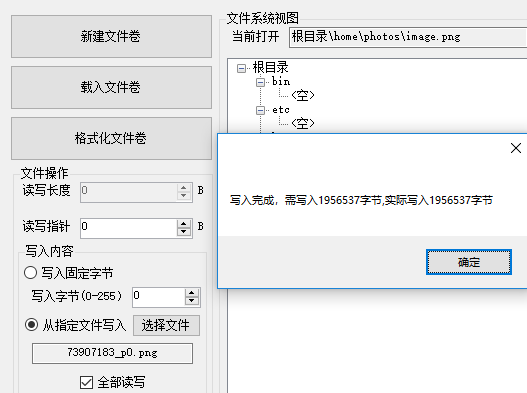 新建文件卷
载入文件卷
格式化文件卷
文件操作
读写长度 0 B
读写指针 0 B
写入内容
写入固定字节
写入字节(0-255) 0
从指定文件写入 选择文件
73907183_p0.png
全部读写
文件系统视图
当前打开 根目录\home\photos\image.png
根目录
bin
<空>
etc
<空>
写入完成，需写入1956537字节,实际写入1956537字节
确定